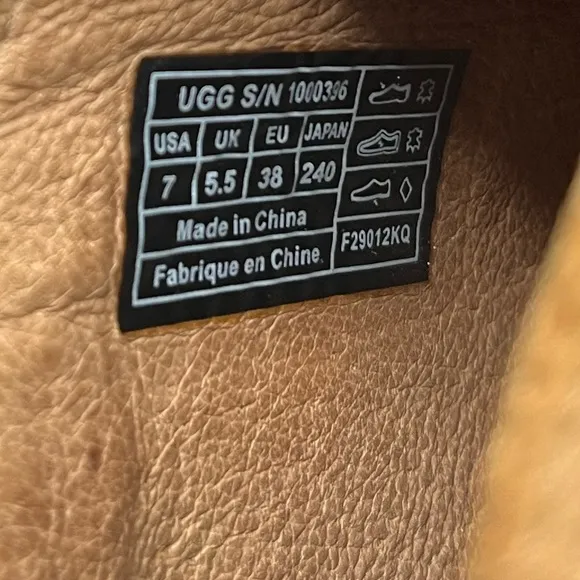 UGG S/N 1000396
USA UK EU JAPAN
7 5.5 38 240
Made in China
Fabrique en Chine.
F29012KQ